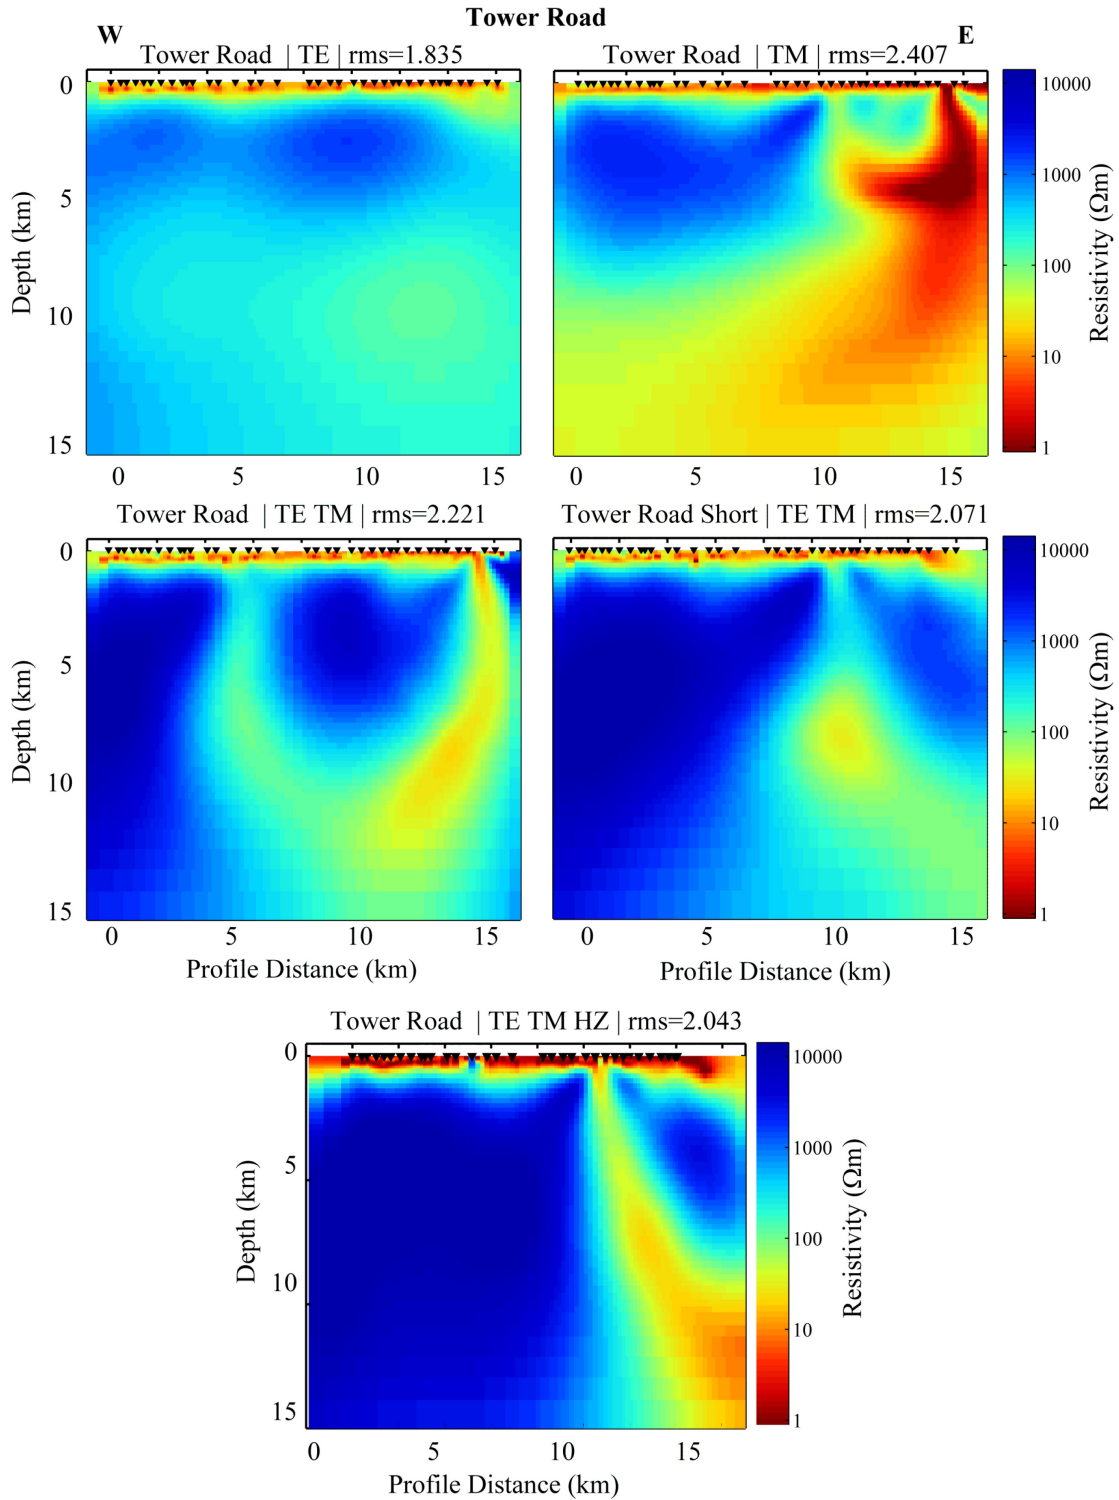 Tower Road
W
E
Tower Road | TE | rms=1.835
Tower Road | TM | rms=2.407
0
5
10
15
Depth (km)
0 5 10 15
0 5 10 15
10000
1000
100
10
1
Resistivity (Ωm)
Tower Road | TE TM | rms=2.221
Tower Road Short | TE TM | rms=2.071
0
5
10
15
Depth (km)
0 5 10 15
0 5 10 15
Profile Distance (km)
Profile Distance (km)
10000
1000
100
10
1
Resistivity (Ωm)
Tower Road | TE TM HZ | rms=2.043
0
5
10
15
Depth (km)
0 5 10 15
Profile Distance (km)
10000
1000
100
10
1
Resistivity (Ωm)